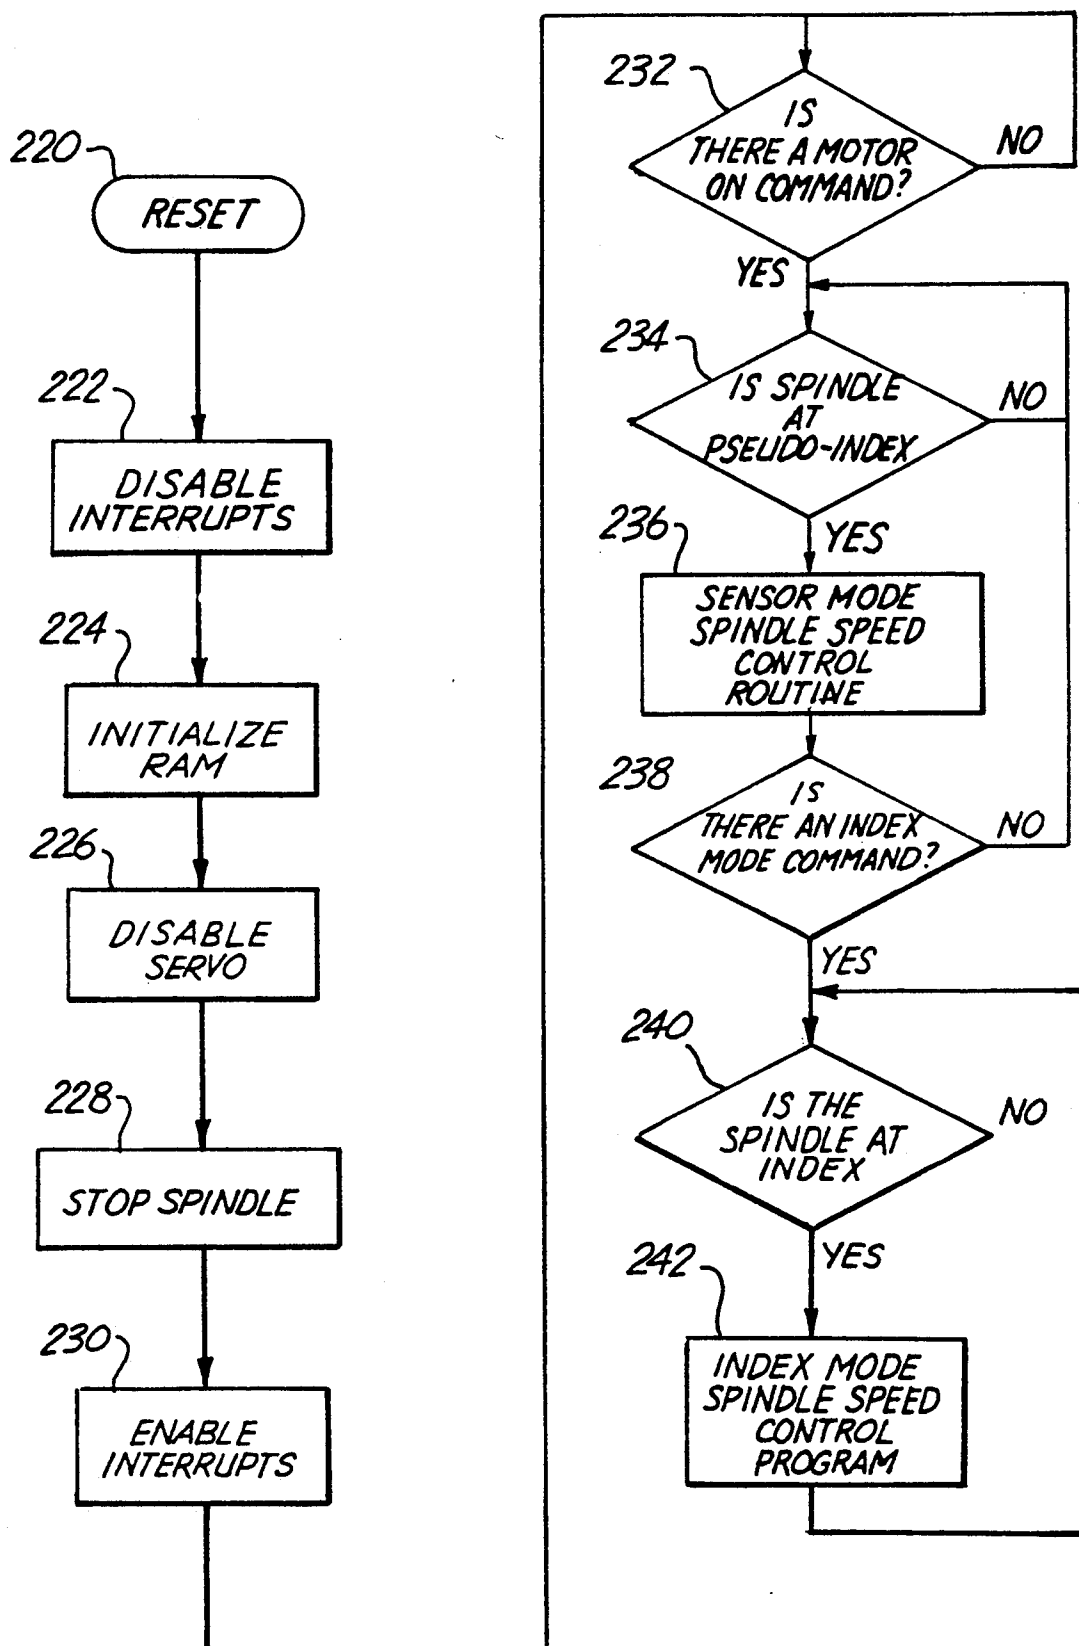 220
RESET
222
DISABLE
INTERRUPTS
224
INITIALIZE
RAM
226
DISABLE
SERVO
228
STOP SPINDLE
230
ENABLE
INTERRUPTS
232
IS
THERE A MOTOR
ON COMMAND?
NO
YES
234
IS SPINDLE
AT
PSEUDO-INDEX
NO
YES
236
SENSOR MODE
SPINDLE SPEED
CONTROL
ROUTINE
238
IS
THERE AN INDEX
MODE COMMAND?
NO
YES
240
IS THE
SPINDLE AT
INDEX
NO
YES
242
INDEX MODE
SPINDLE SPEED
CONTROL
PROGRAM